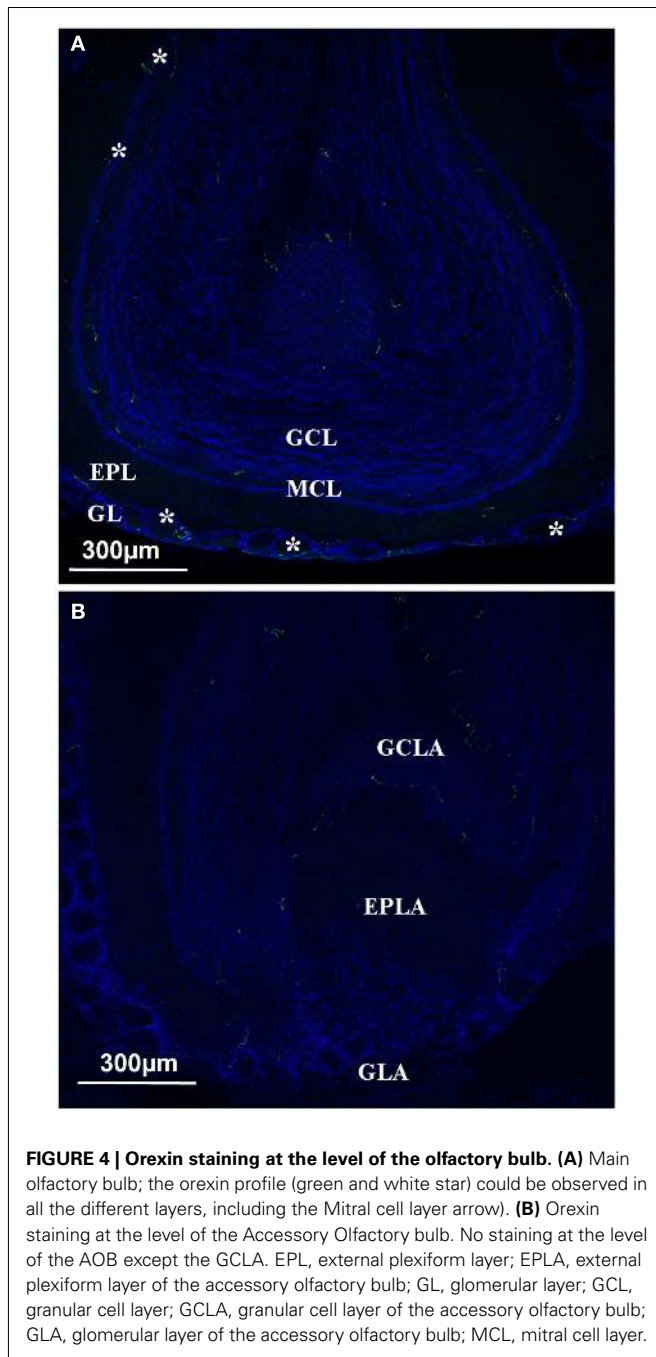 A
*
*
GCL
EPL
MCL
GL
*
*
*
300µm
B
GCLA
EPLA
300µm
GLA
FIGURE 4 | Orexin staining at the level of the olfactory bulb. (A) Main
olfactory bulb; the orexin profile (green and white star) could be observed in
all the different layers, including the Mitral cell layer arrow). (B) Orexin
staining at the level of the Accessory Olfactory bulb. No staining at the level
of the AOB except the GCLA. EPL, external plexiform layer; EPLA, external
plexiform layer of the accessory olfactory bulb; GL, glomerular layer; GCL,
granular cell layer; GCLA, granular cell layer of the accessory olfactory bulb;
GLA, glomerular layer of the accessory olfactory bulb; MCL, mitral cell layer.